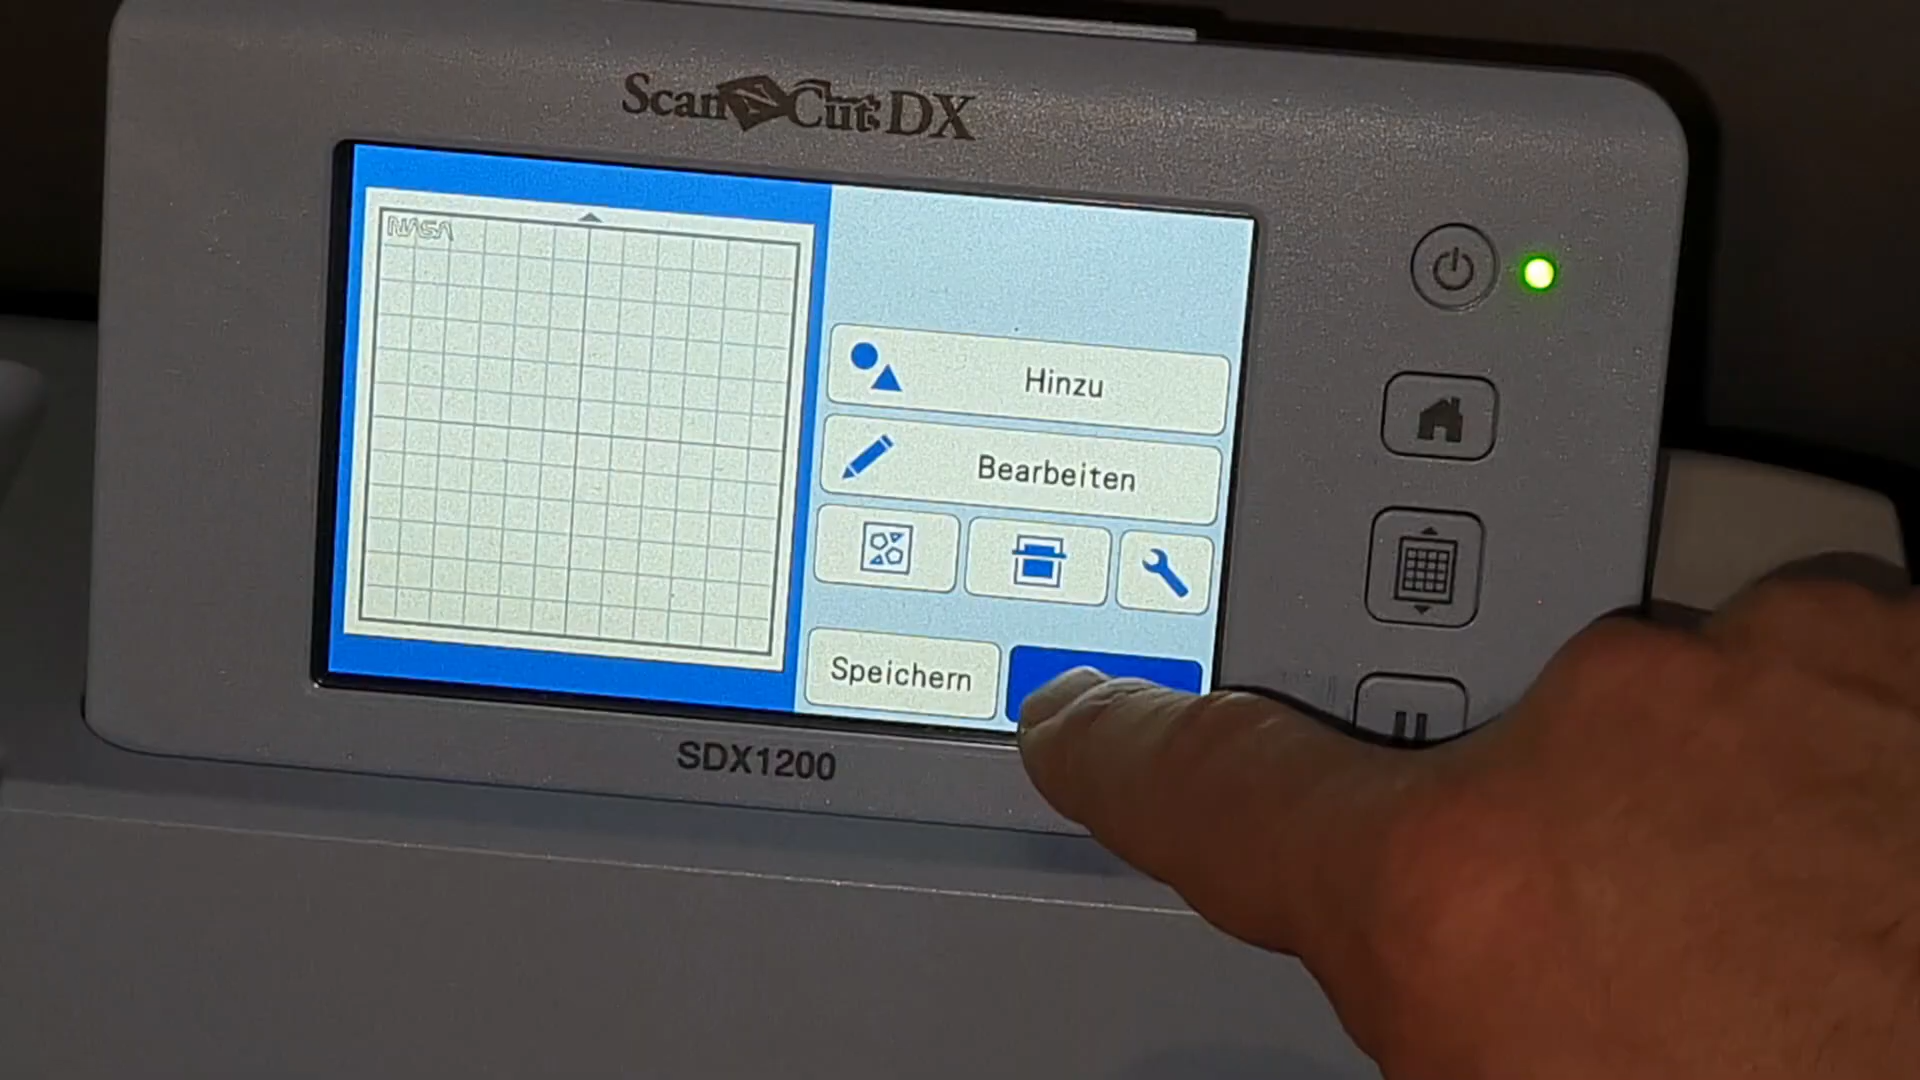 ScanNCut DX
NASA
Hinzu
Bearbeiten
Speichern
SDX1200